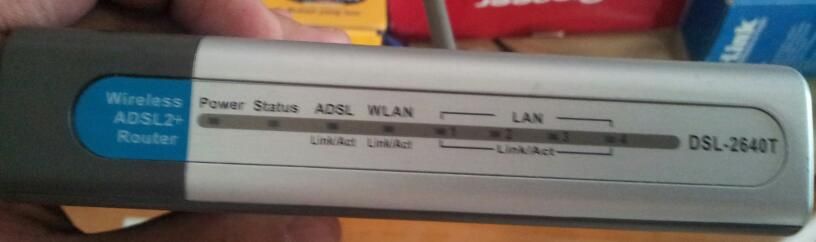 Wireless
ADSL2+
Router
Power Status ADSL WLAN LAN
1 2 3 4
Link/Act Link/Act Link/Act
DSL-2640T
Link